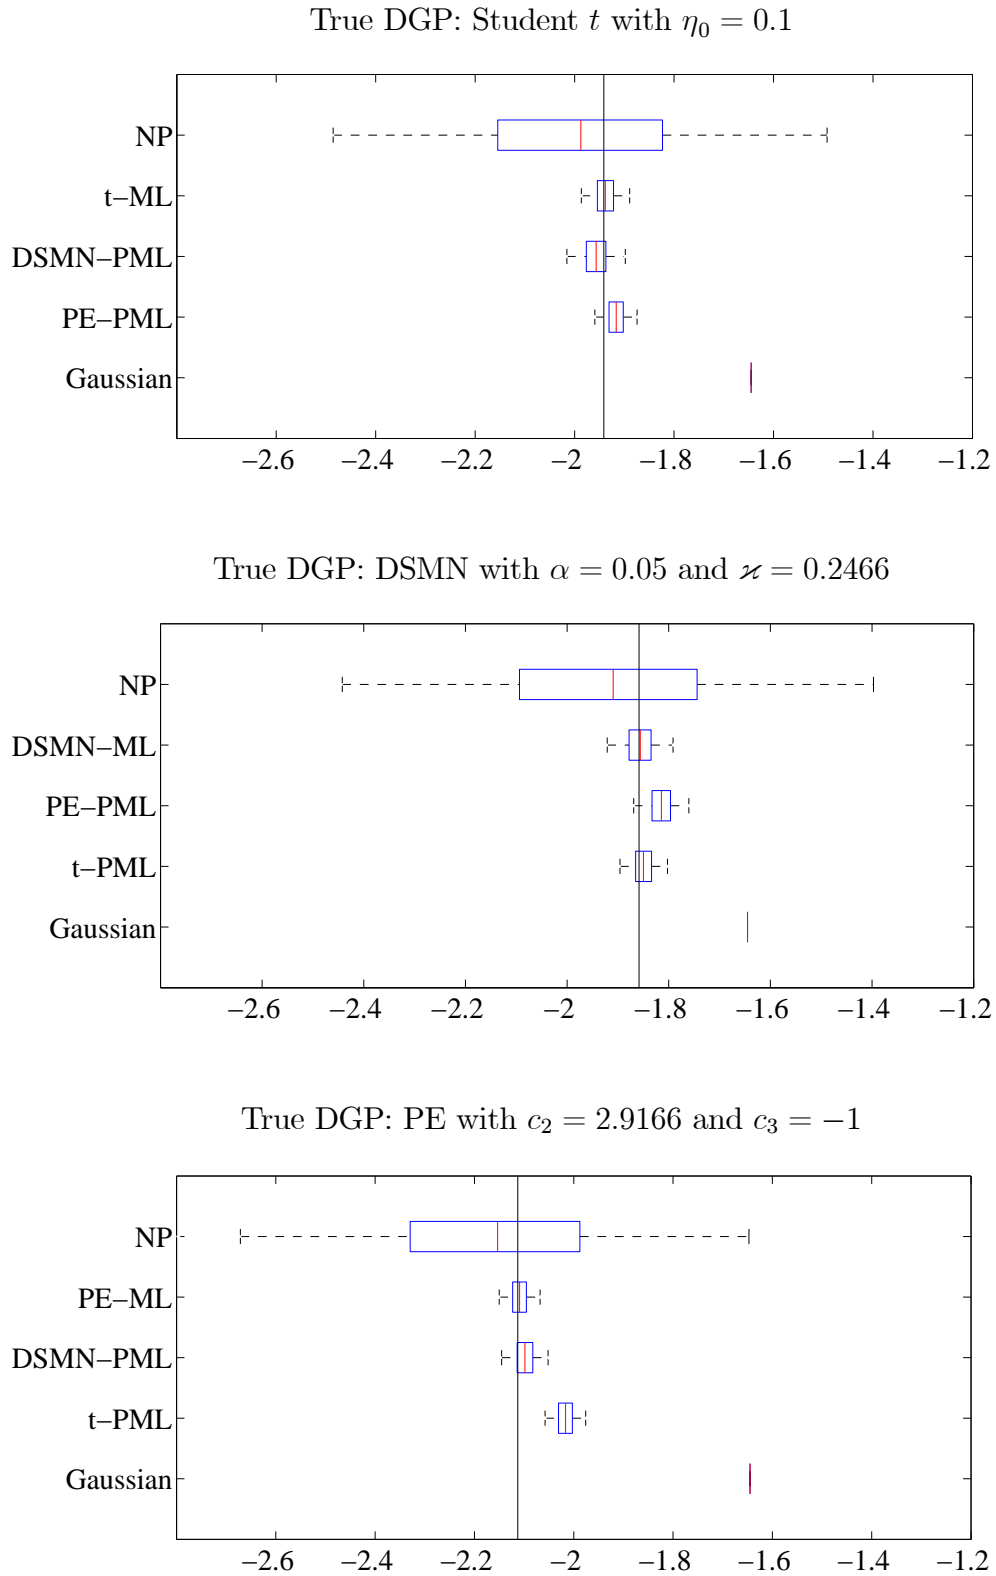 True DGP: Student t with η₀ = 0.1
NP
t−ML
DSMN−PML
PE−PML
Gaussian
−2.6 −2.4 −2.2 −2 −1.8 −1.6 −1.4 −1.2
True DGP: DSMN with α = 0.05 and ϰ = 0.2466
NP
DSMN−ML
PE−PML
t−PML
Gaussian
−2.6 −2.4 −2.2 −2 −1.8 −1.6 −1.4 −1.2
True DGP: PE with c₂ = 2.9166 and c₃ = −1
NP
PE−ML
DSMN−PML
t−PML
Gaussian
−2.6 −2.4 −2.2 −2 −1.8 −1.6 −1.4 −1.2